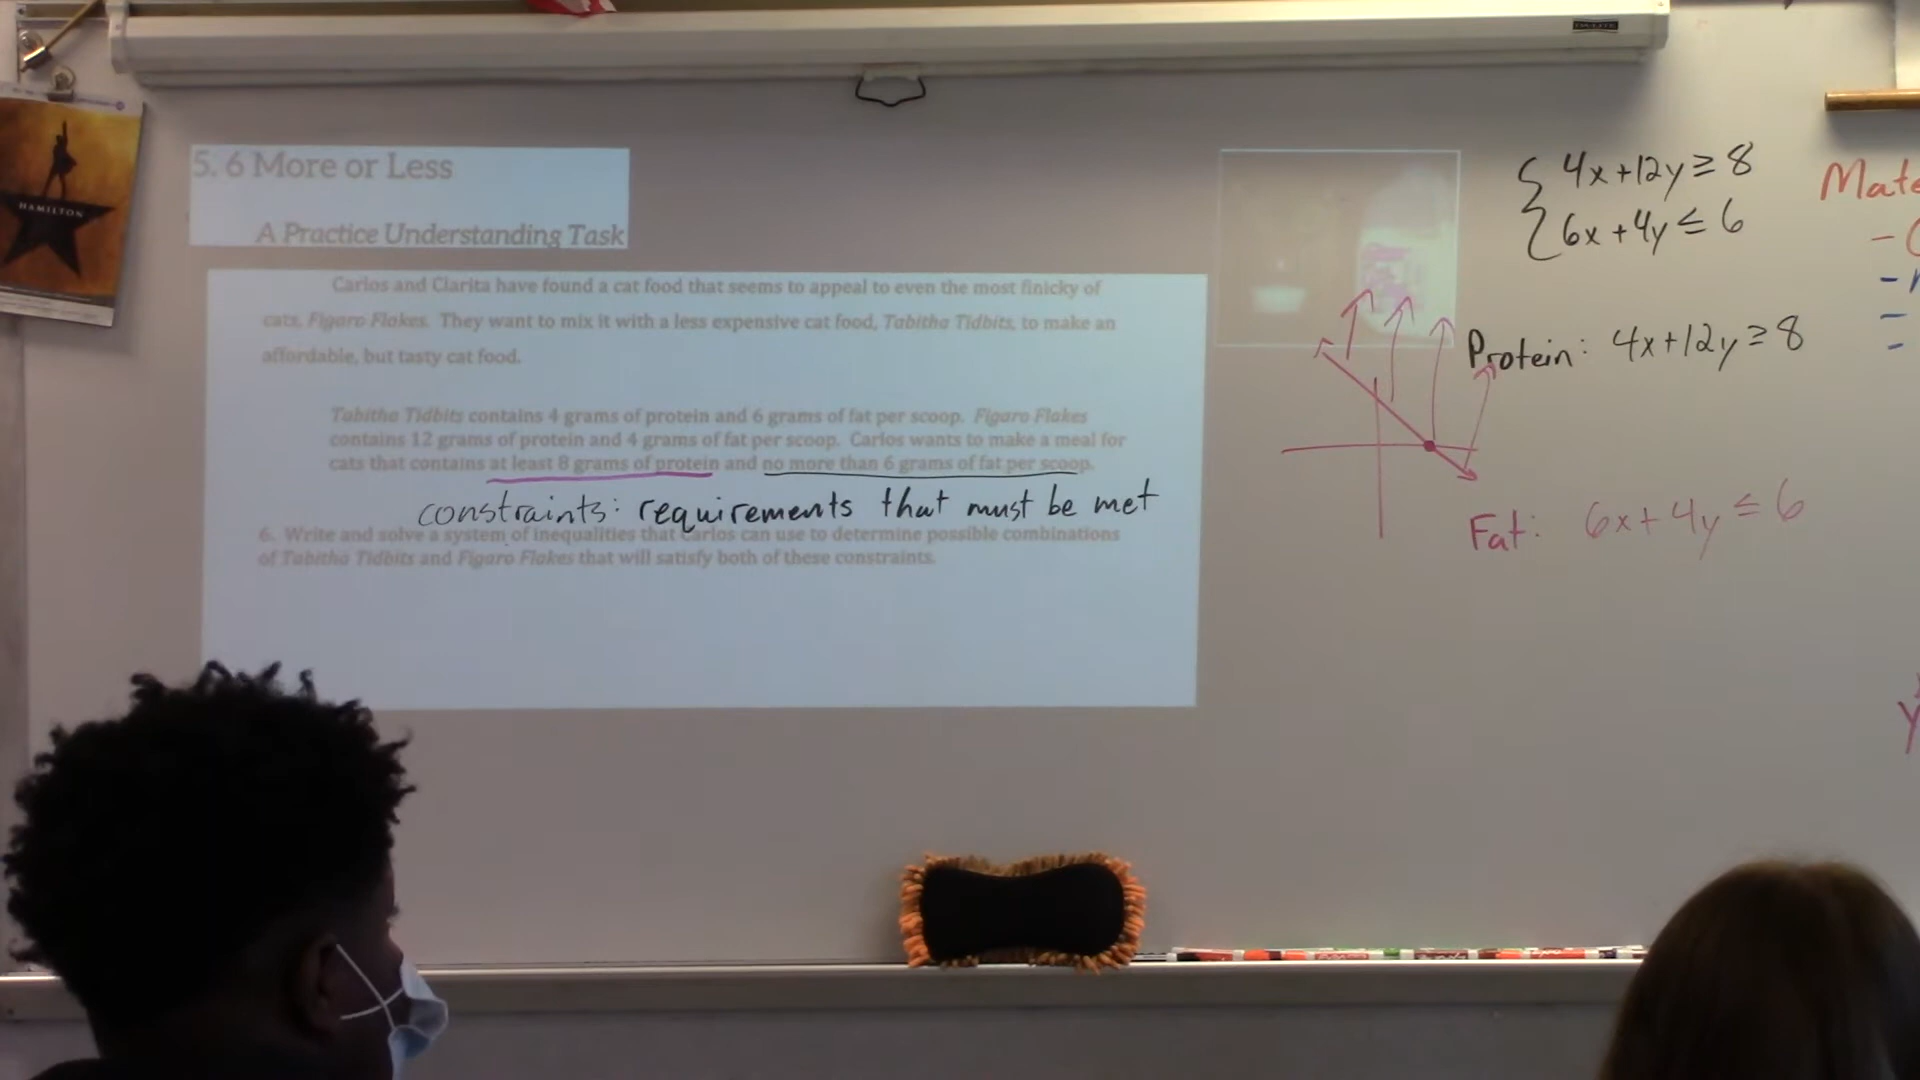 DA-LITE
HAMILTON
5. 6 More or Less
A Practice Understanding Task
Carlos and Clarita have found a cat food that seems to appeal to even the most finicky of
cats, Figaro Flakes. They want to mix it with a less expensive cat food, Tabitha Tidbits, to make an
affordable, but tasty cat food.
Tabitha Tidbits contains 4 grams of protein and 6 grams of fat per scoop. Figaro Flakes
contains 12 grams of protein and 4 grams of fat per scoop. Carlos wants to make a meal for
cats that contains at least 8 grams of protein and no more than 6 grams of fat per scoop.
constraints: requirements that must be met
6. Write and solve a system of inequalities that Carlos can use to determine possible combinations
of Tabitha Tidbits and Figaro Flakes that will satisfy both of these constraints.
4x+12y≥8
6x+4y≤6
Protein: 4x+12y≥8
Fat: 6x+4y≤6
Mate
y